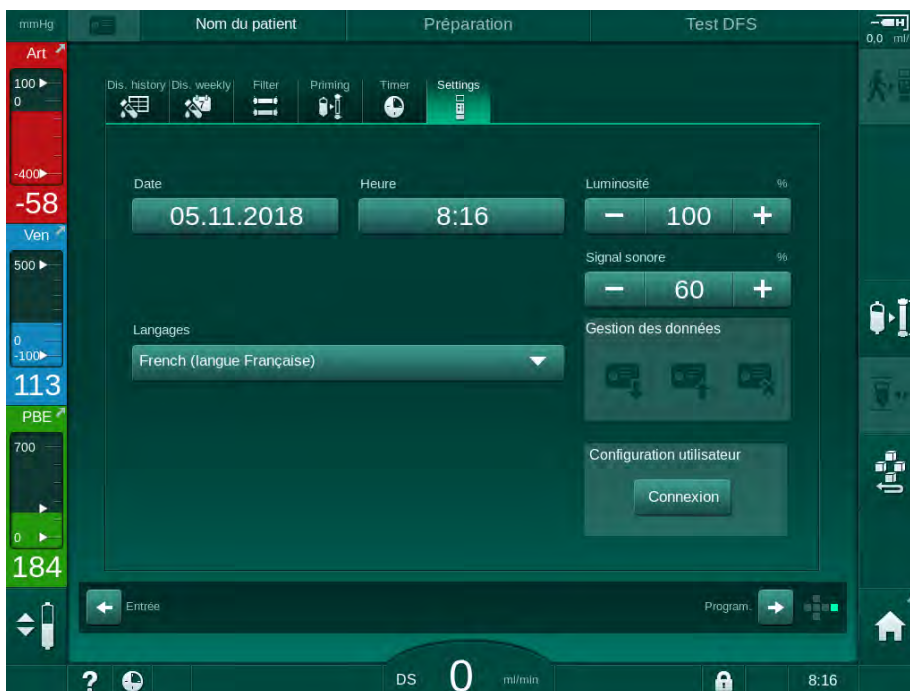 mmHg
Nom du patient
Préparation
Test DFS
H
0,0 ml/
Art
100
0
-400
-58
Ven
500
0
-100
113
PBE
700
0
184
Dis. history
Dis. weekly
Filter
Priming
Timer
Settings
7
Date
Heure
Luminosité
%
05.11.2018
8:16
− 100 +
Signal sonore
%
− 60 +
Langages
Gestion des données
French (langue Française)
Configuration utilisateur
Connexion
Entrée
Program.
?
DS
0
ml/min
8:16